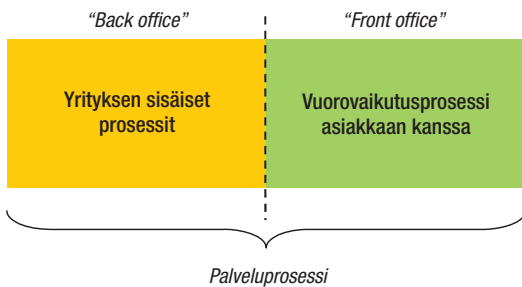 “Back office”
“Front office”
Yrityksen sisäiset
prosessit
Vuorovaikutusprosessi
asiakkaan kanssa
Palveluprosessi